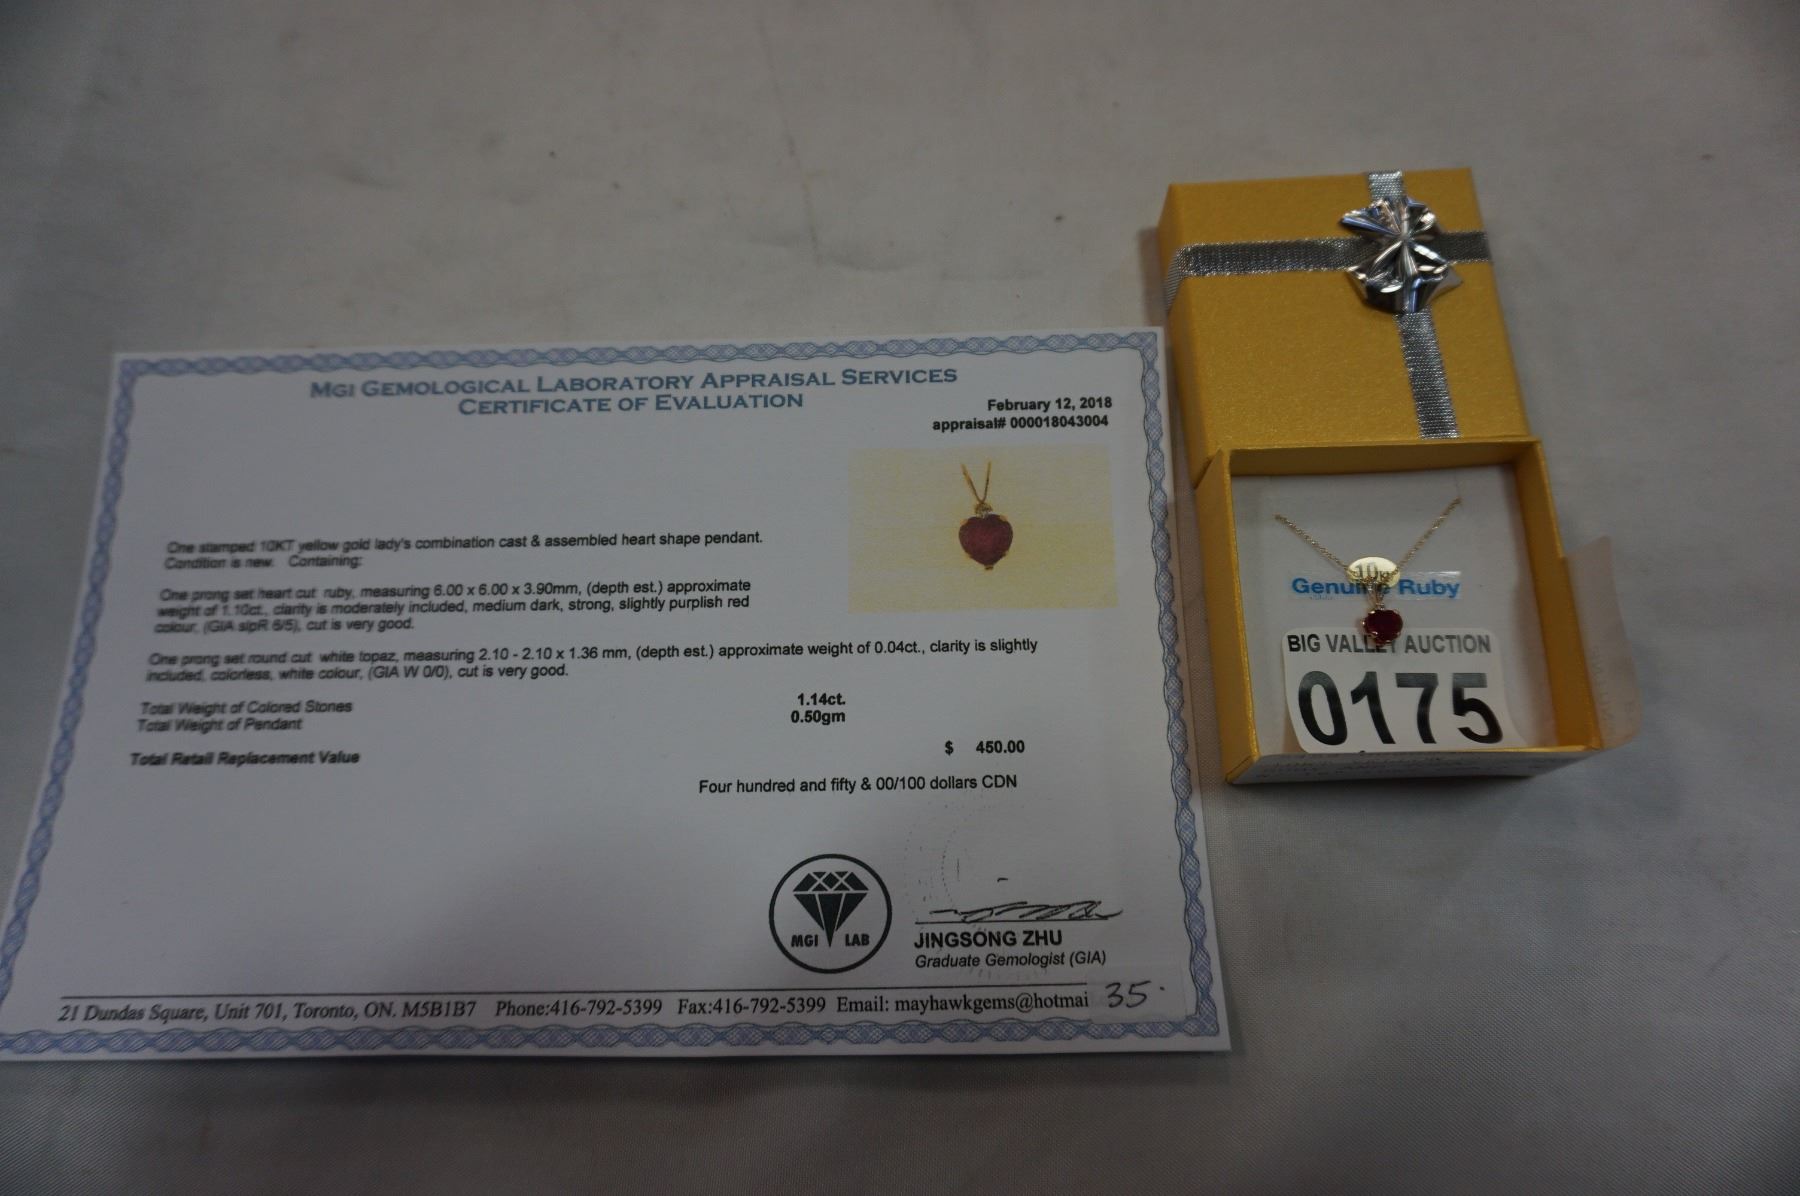 MGI GEMOLOGICAL LABORATORY APPRAISAL SERVICES
CERTIFICATE OF EVALUATION
February 12, 2018
appraisal# 000018043004
One stamped 10KT yellow gold lady's combination cast & assembled heart shape pendant.
Condition is new. Containing:
One prong set heart cut ruby, measuring 6.00 x 6.00 x 3.90mm, (depth est.) approximate
weight of 1.10ct., clarity is moderately included, medium dark, strong, slightly purplish red
colour, (GIA slpR 6/5), cut is very good.
One prong set round cut white topaz, measuring 2.10 - 2.10 x 1.36 mm, (depth est.) approximate weight of 0.04ct., clarity is slightly
included, colorless, white colour, (GIA W 0/0), cut is very good.
Total Weight of Colored Stones 1.14ct.
Total Weight of Pendant 0.50gm
Total Retail Replacement Value $ 450.00
Four hundred and fifty & 00/100 dollars CDN
MGI LAB
JINGSONG ZHU
Graduate Gemologist (GIA)
21 Dundas Square, Unit 701, Toronto, ON. M5B1B7 Phone:416-792-5399 Fax:416-792-5399 Email: mayhawkgems@hotmai
35.
10K
Genuine Ruby
BIG VALLEY AUCTION
0175